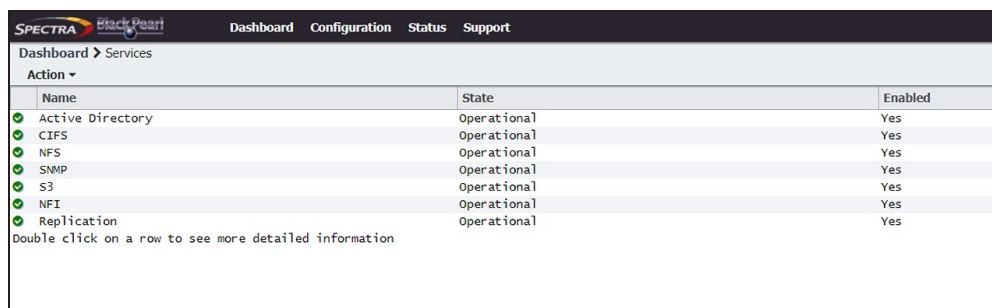 SPECTRA BlackPearl Dashboard Configuration Status Support
Dashboard > Services
Action
Name State Enabled
Active Directory Operational Yes
CIFS Operational Yes
NFS Operational Yes
SNMP Operational Yes
S3 Operational Yes
NFI Operational Yes
Replication Operational Yes
Double click on a row to see more detailed information